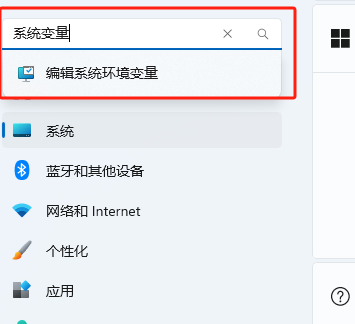 系统变量
编辑系统环境变量
系统
蓝牙和其他设备
网络和 Internet
个性化
应用